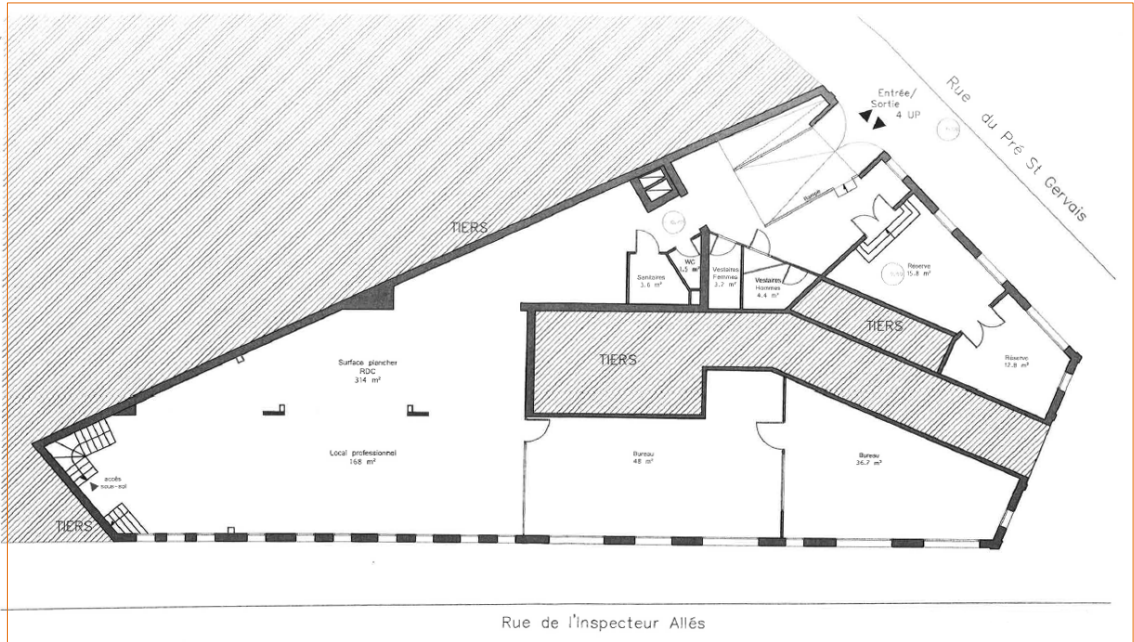 Rue du Pré St Gervais
Entrée/
Sortie
4 UP
Rampe
TIERS
Sanitaires
3.6 m²
WC
1.5 m²
Vestiaires
Femmes
3.2 m²
Vestiaires
Hommes
4.4 m²
Réserve
15.8 m²
TIERS
TIERS
Réserve
12.8 m²
Surface plancher
RDC
314 m²
Local professionnel
168 m²
Bureau
48 m²
Bureau
36.7 m²
accès
sous-sol
TIERS
Rue de l'Inspecteur Allés